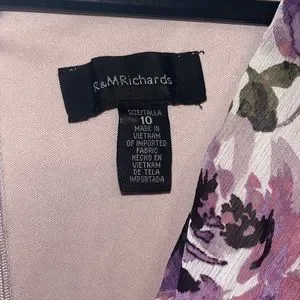 R&M Richards
SIZE/TALLA
10
MADE IN
VIETNAM
OF IMPORTED
FABRIC
HECHO EN
VIETNAM
DE TELA
IMPORTADA